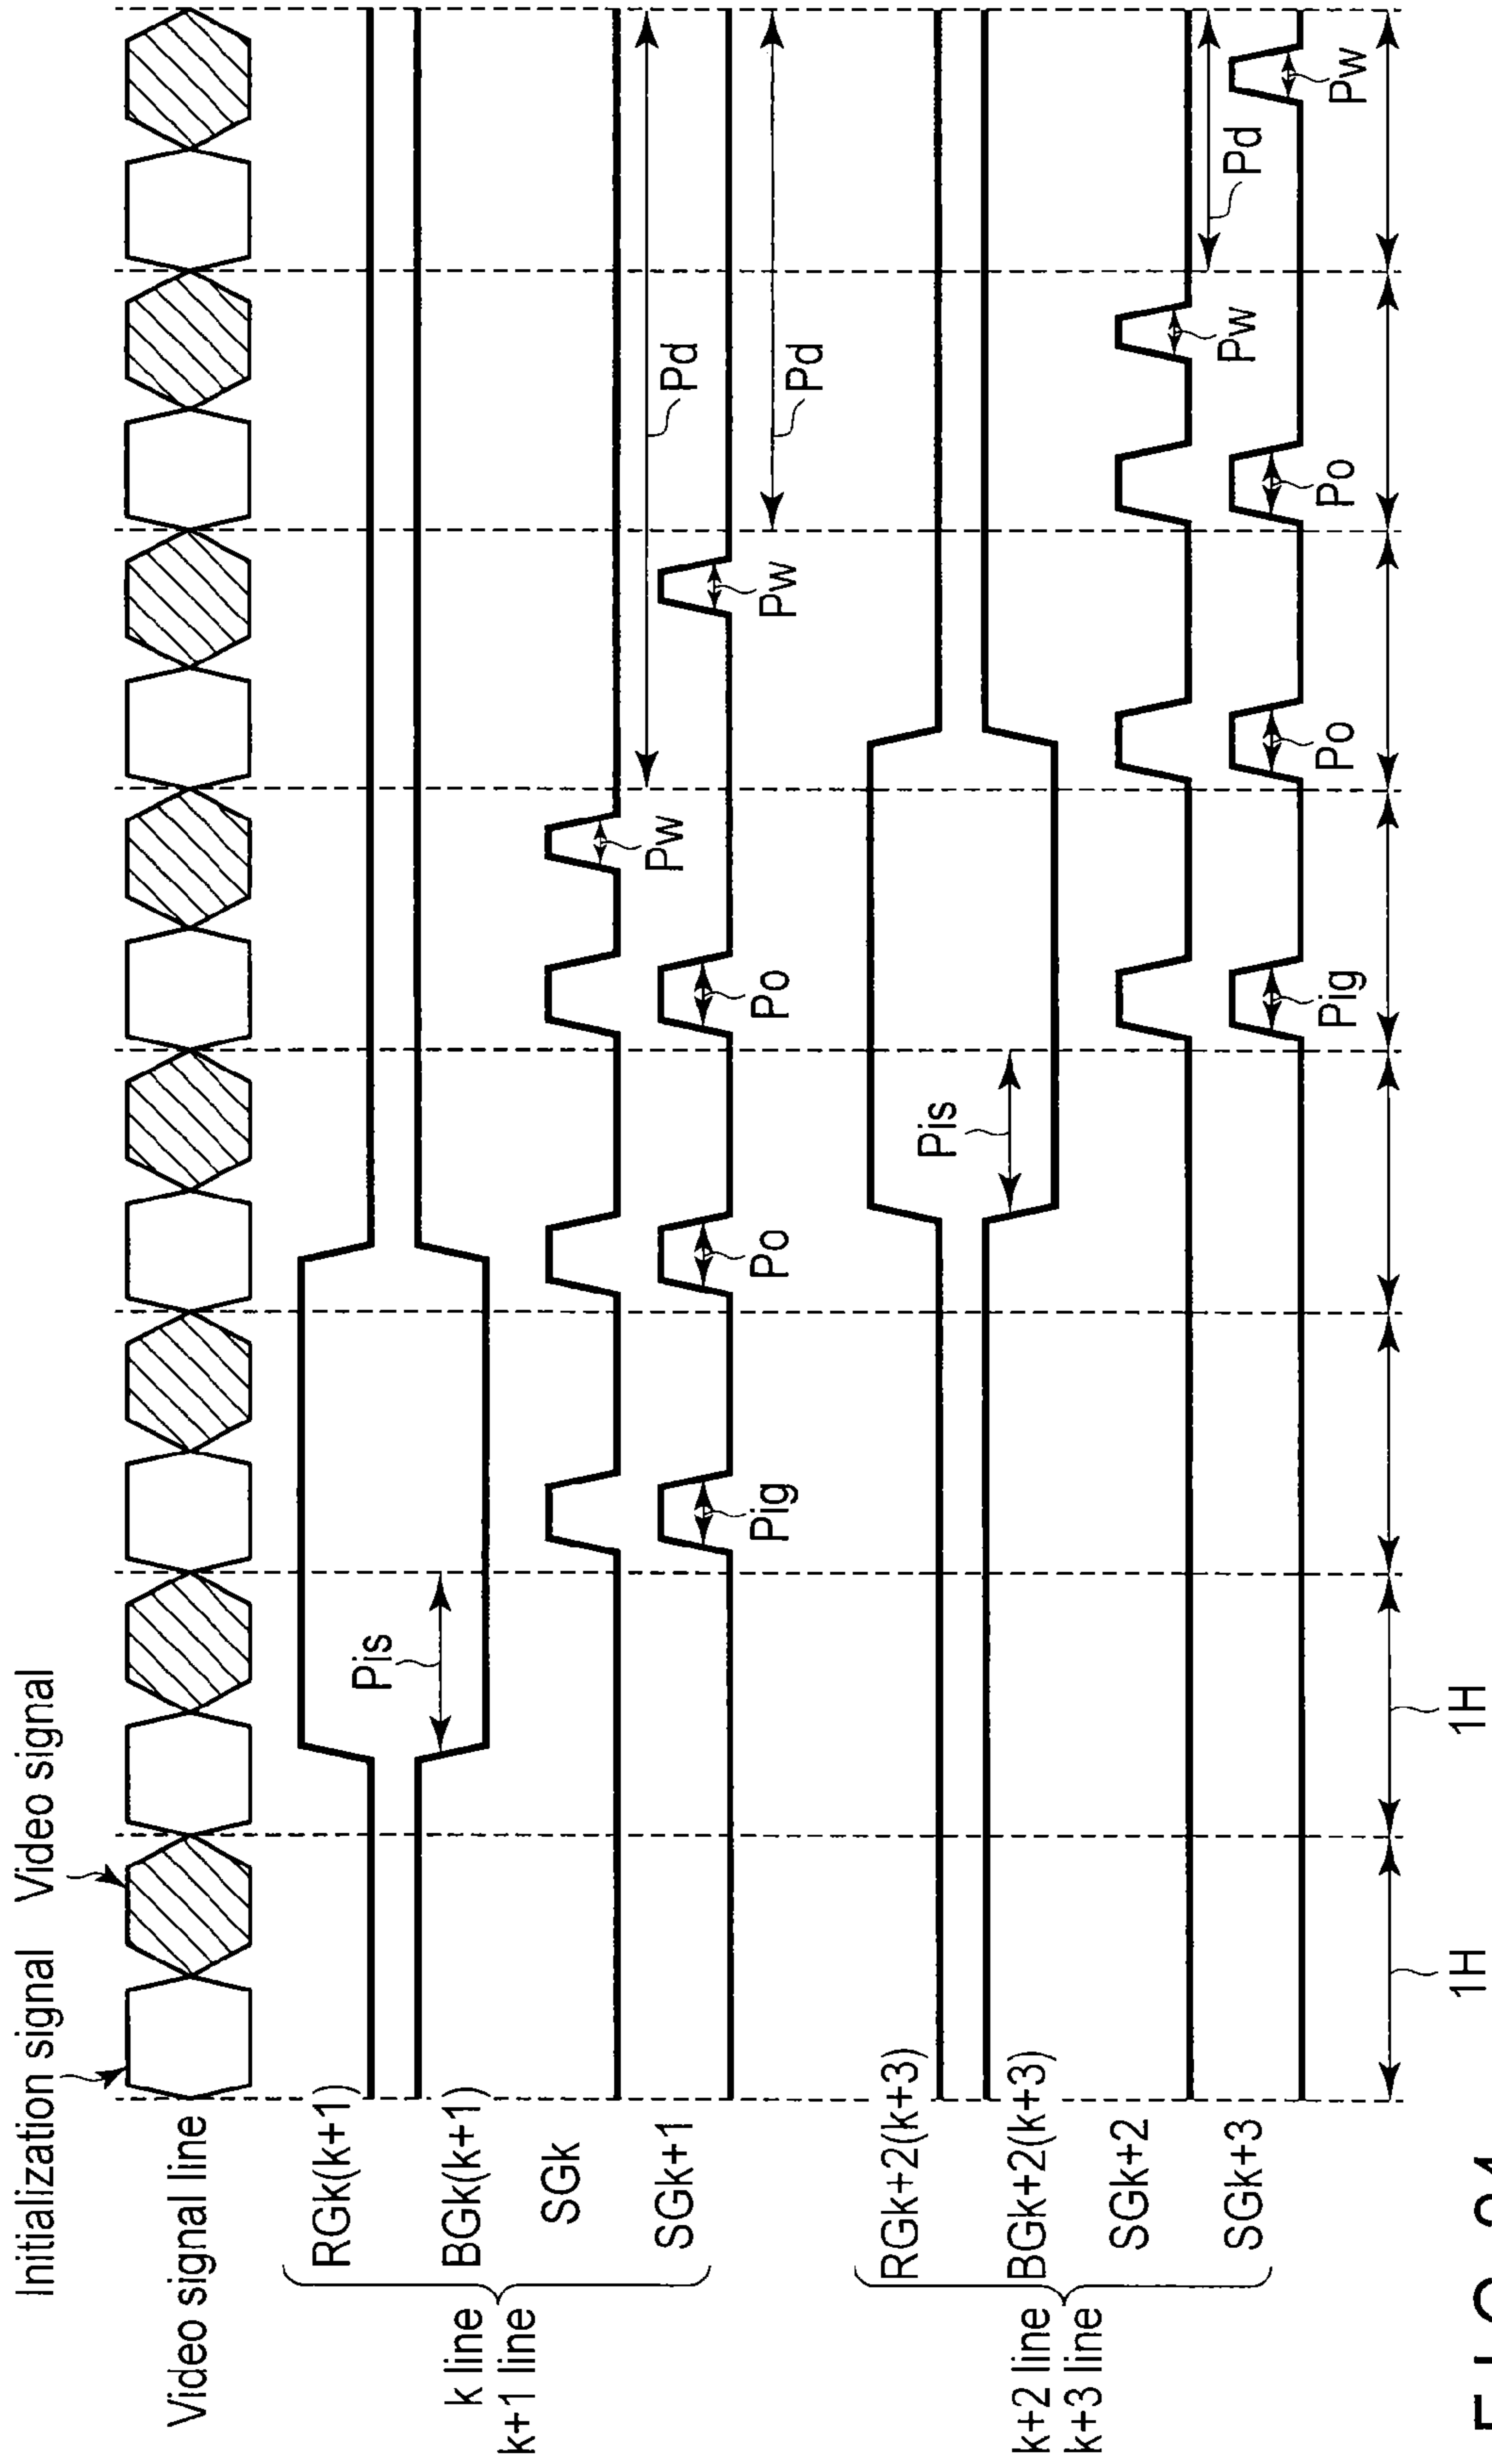 Initialization signal Video signal
Video signal line
k line
k+1 line
RGk(k+1)
Pis
BGk(k+1)
SGk
Pw
Pd
SGk+1
Pig
Po
Po
Pw
Pd
k+2 line
k+3 line
RGk+2(k+3)
Pis
BGk+2(k+3)
SGk+2
Pw
Pd
SGk+3
Pig
Po
Po
Pw
1H
1H